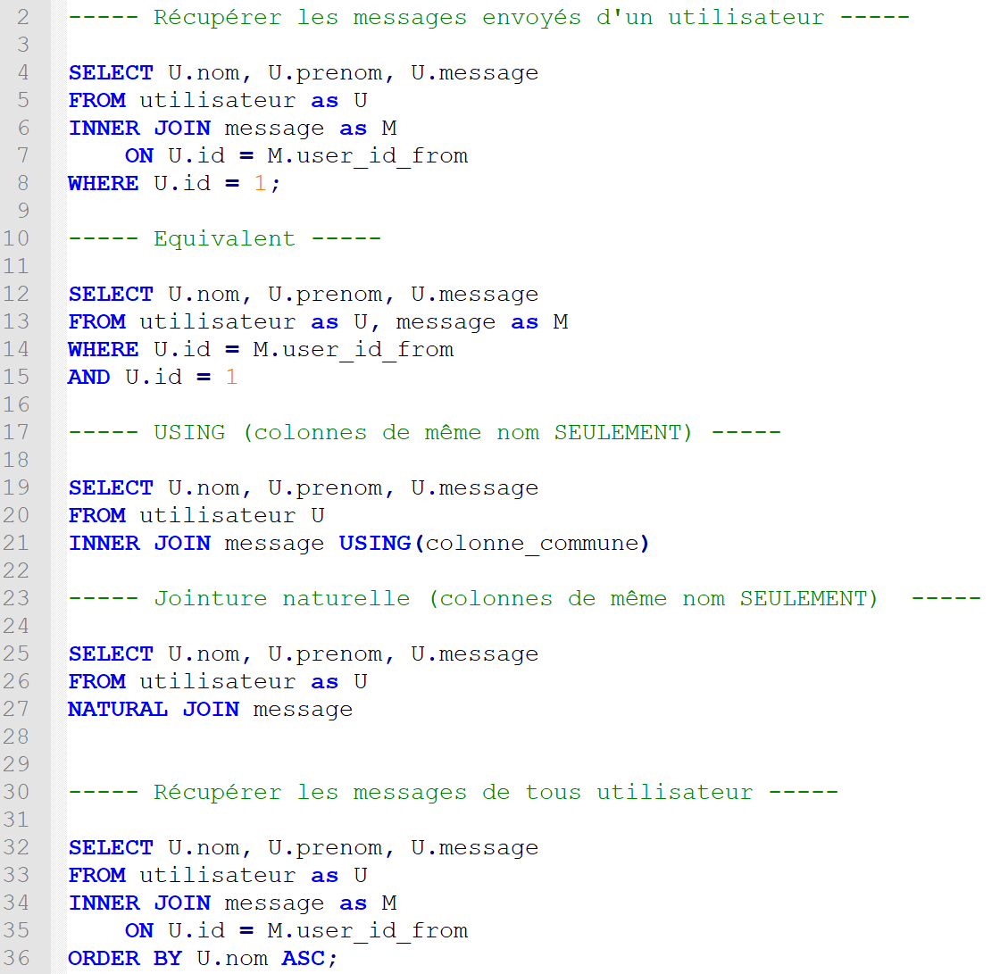 2 ----- Récupérer les messages envoyés d'un utilisateur -----
3
4 SELECT U.nom, U.prenom, U.message
5 FROM utilisateur as U
6 INNER JOIN message as M
7 ON U.id = M.user_id_from
8 WHERE U.id = 1;
9
10 ----- Equivalent -----
11
12 SELECT U.nom, U.prenom, U.message
13 FROM utilisateur as U, message as M
14 WHERE U.id = M.user_id_from
15 AND U.id = 1
16
17 ----- USING (colonnes de même nom SEULEMENT) -----
18
19 SELECT U.nom, U.prenom, U.message
20 FROM utilisateur U
21 INNER JOIN message USING(colonne_commune)
22
23 ----- Jointure naturelle (colonnes de même nom SEULEMENT) -----
24
25 SELECT U.nom, U.prenom, U.message
26 FROM utilisateur as U
27 NATURAL JOIN message
28
29
30 ----- Récupérer les messages de tous utilisateur -----
31
32 SELECT U.nom, U.prenom, U.message
33 FROM utilisateur as U
34 INNER JOIN message as M
35 ON U.id = M.user_id_from
36 ORDER BY U.nom ASC;